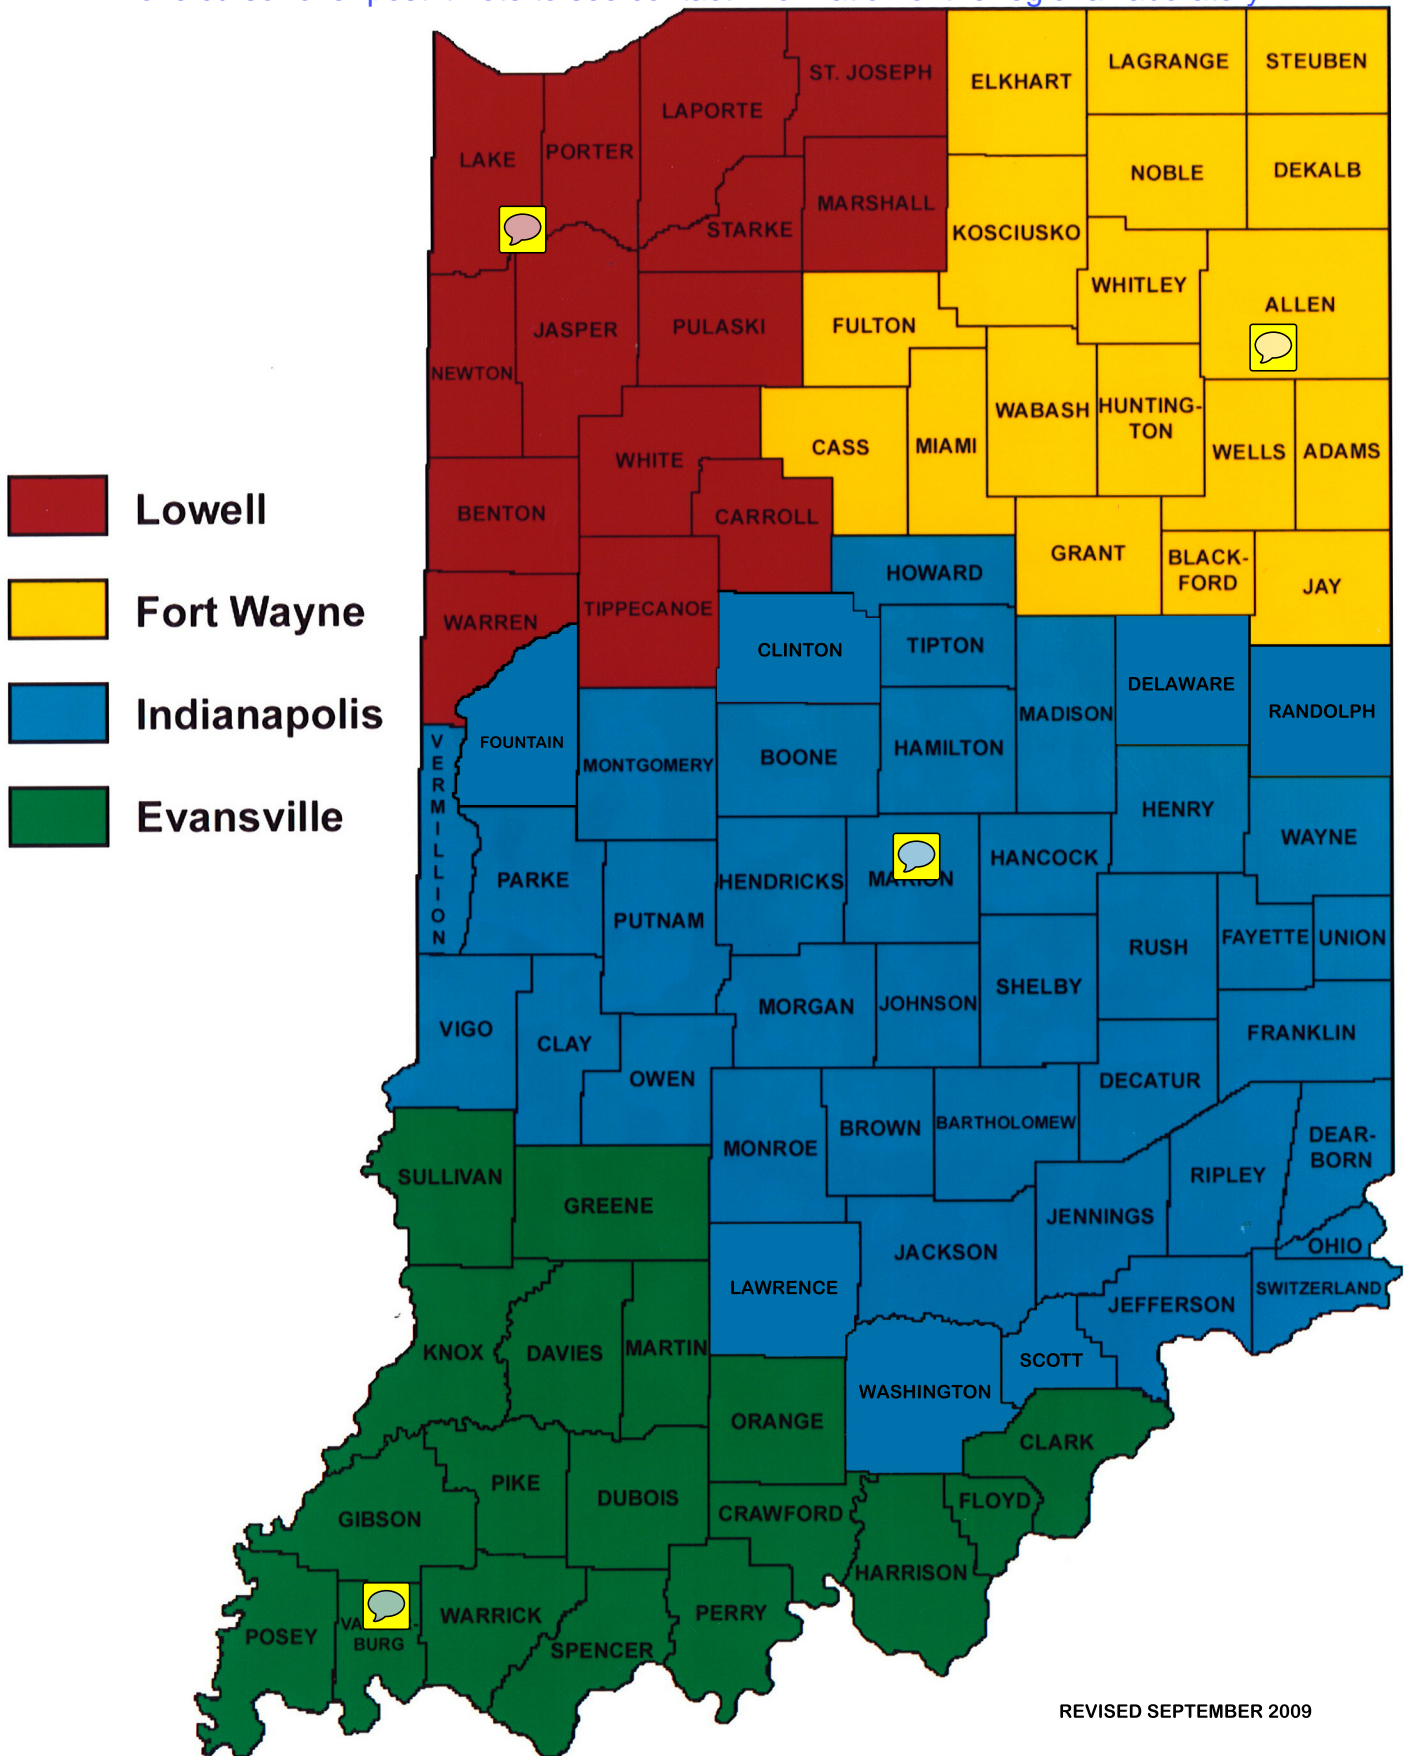 ST. JOSEPH
ELKHART
LAGRANGE
STEUBEN
LAPORTE
LAKE
PORTER
NOBLE
DEKALB
MARSHALL
STARKE
KOSCIUSKO
WHITLEY
ALLEN
JASPER
PULASKI
FULTON
NEWTON
WABASH
HUNTING-
TON
CASS
MIAMI
WELLS
ADAMS
WHITE
BENTON
CARROLL
Lowell
Fort Wayne
Indianapolis
Evansville
GRANT
BLACK-
FORD
JAY
HOWARD
WARREN
TIPPECANOE
CLINTON
TIPTON
DELAWARE
RANDOLPH
MADISON
FOUNTAIN
MONTGOMERY
BOONE
HAMILTON
VERMILLION
HENRY
WAYNE
PARKE
HENDRICKS
MARION
HANCOCK
PUTNAM
RUSH
FAYETTE
UNION
SHELBY
MORGAN
JOHNSON
VIGO
CLAY
FRANKLIN
OWEN
DECATUR
MONROE
BROWN
BARTHOLOMEW
DEAR-
BORN
SULLIVAN
GREENE
RIPLEY
JENNINGS
JACKSON
OHIO
LAWRENCE
SWITZERLAND
JEFFERSON
KNOX
DAVIES
MARTIN
SCOTT
WASHINGTON
ORANGE
CLARK
PIKE
DUBOIS
FLOYD
GIBSON
CRAWFORD
HARRISON
WARRICK
PERRY
POSEY
BURG
SPENCER
REVISED SEPTEMBER 2009